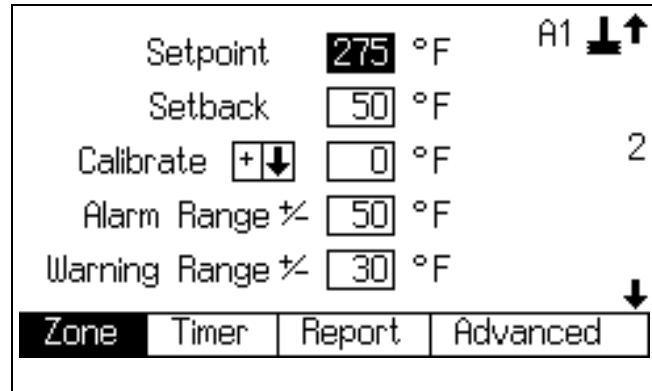 A1
Setpoint 275 °F
Setback 50 °F
Calibrate + 0 °F
2
Alarm Range +/- 50 °F
Warning Range +/- 30 °F
Zone Timer Report Advanced